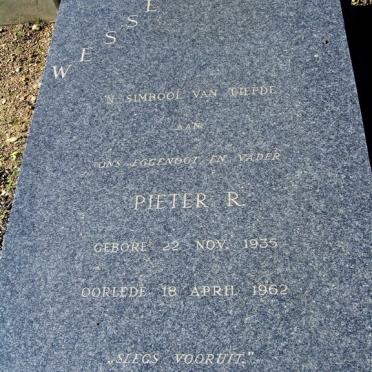 WESSE
'N SIMBOOL VAN LIEFDE
AAN
ONS EGGENOOT EN VADER
PIETER R.
GEBORE 22 NOV. 1935
OORLEDE 18 APRIL 1962
„SLEGS VOORUIT.”